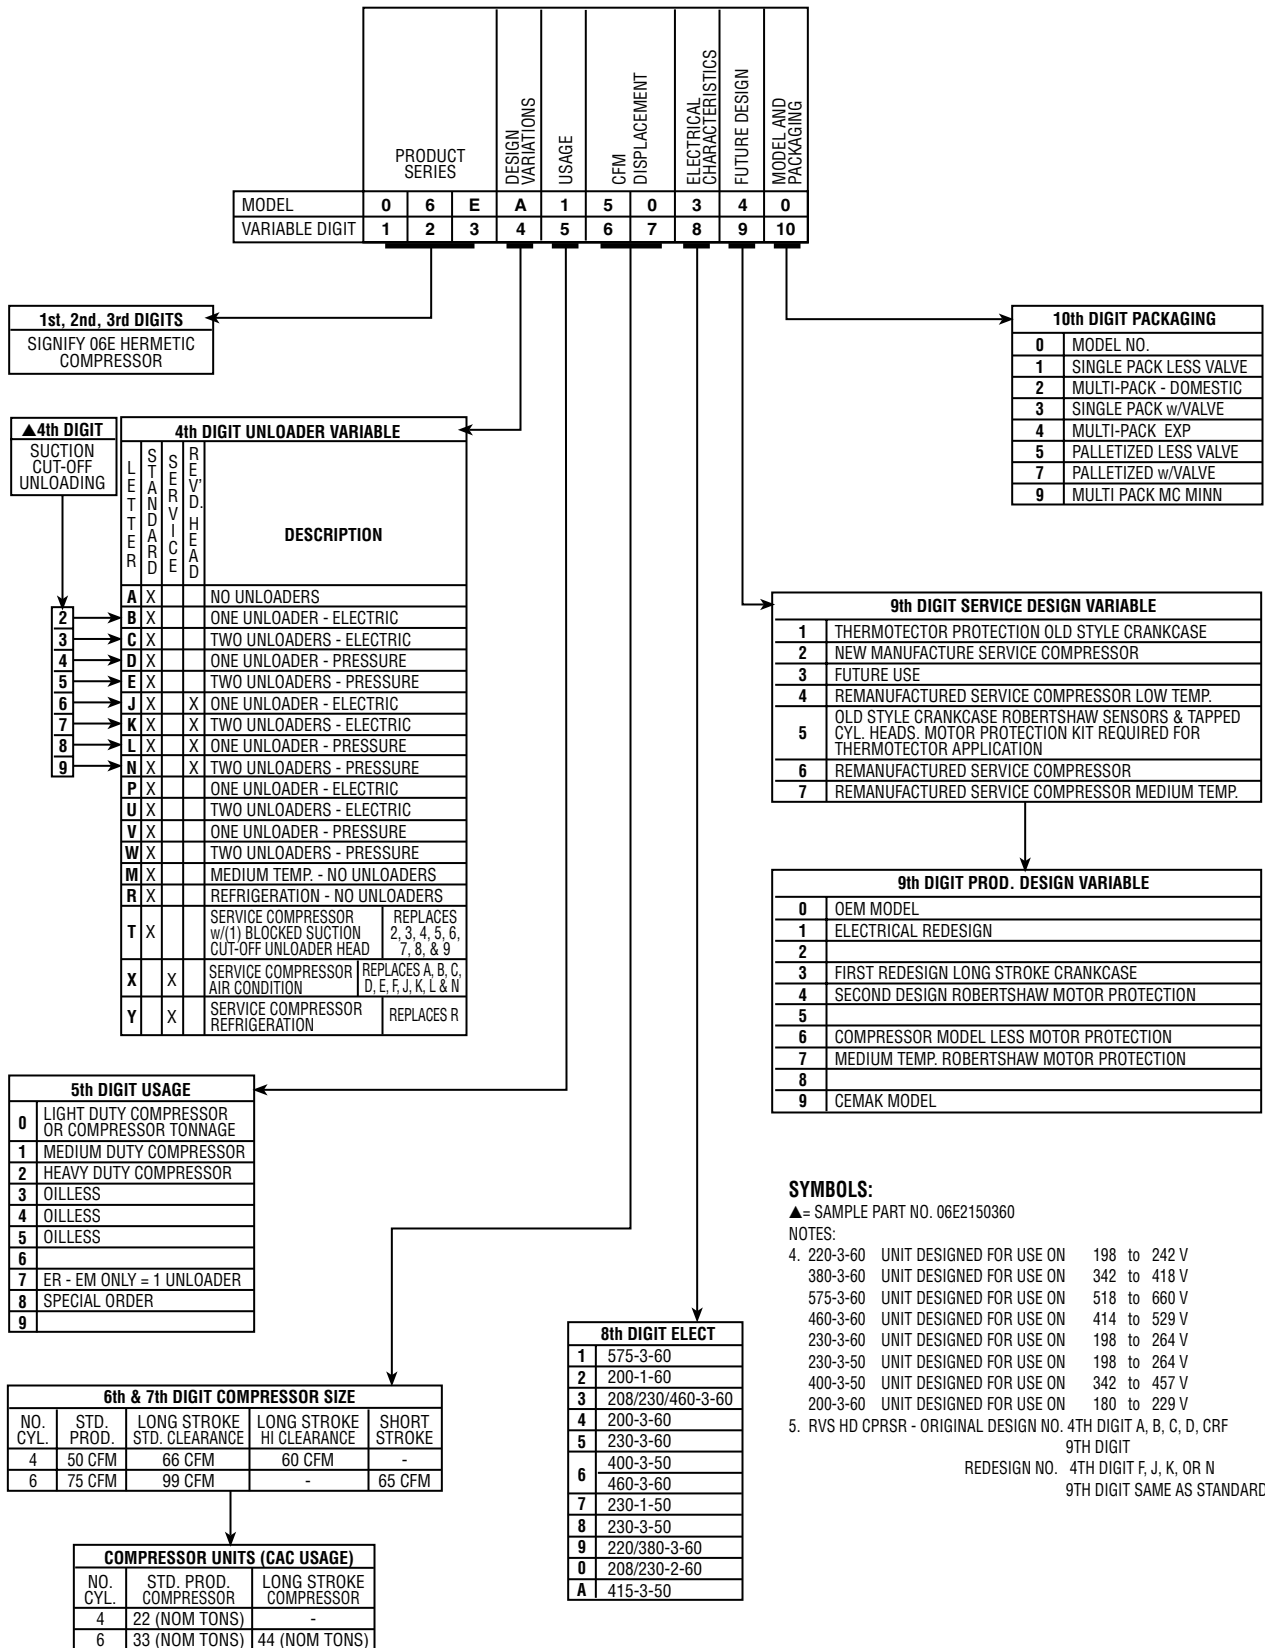 PRODUCT
SERIES
DESIGN
VARIATIONS
USAGE
CFM
DISPLACEMENT
ELECTRICAL
CHARACTERISTICS
FUTURE DESIGN
MODEL AND
PACKAGING
MODEL 0 6 E A 1 5 0 3 4 0
VARIABLE DIGIT 1 2 3 4 5 6 7 8 9 10
1st, 2nd, 3rd DIGITS
SIGNIFY 06E HERMETIC
COMPRESSOR
10th DIGIT PACKAGING
0 MODEL NO.
1 SINGLE PACK LESS VALVE
2 MULTI-PACK - DOMESTIC
3 SINGLE PACK w/VALVE
4 MULTI-PACK EXP
5 PALLETIZED LESS VALVE
7 PALLETIZED w/VALVE
9 MULTI PACK MC MINN
▲4th DIGIT
SUCTION
CUT-OFF
UNLOADING
4th DIGIT UNLOADER VARIABLE
LETTER STANDARD SERVICE REV'D. HEAD DESCRIPTION
A X NO UNLOADERS
2 B X ONE UNLOADER - ELECTRIC
3 C X TWO UNLOADERS - ELECTRIC
4 D X ONE UNLOADER - PRESSURE
5 E X TWO UNLOADERS - PRESSURE
6 J X X ONE UNLOADER - ELECTRIC
7 K X X TWO UNLOADERS - ELECTRIC
8 L X X ONE UNLOADER - PRESSURE
9 N X X TWO UNLOADERS - PRESSURE
P X ONE UNLOADER - ELECTRIC
U X TWO UNLOADERS - ELECTRIC
V X ONE UNLOADER - PRESSURE
W X TWO UNLOADERS - PRESSURE
M X MEDIUM TEMP. - NO UNLOADERS
R X REFRIGERATION - NO UNLOADERS
T X SERVICE COMPRESSOR
w/(1) BLOCKED SUCTION
CUT-OFF UNLOADER HEAD
REPLACES
2, 3, 4, 5, 6,
7, 8, & 9
X X SERVICE COMPRESSOR
AIR CONDITION
REPLACES A, B, C,
D, E, F, J, K, L & N
Y X SERVICE COMPRESSOR
REFRIGERATION
REPLACES R
9th DIGIT SERVICE DESIGN VARIABLE
1 THERMOTECTOR PROTECTION OLD STYLE CRANKCASE
2 NEW MANUFACTURE SERVICE COMPRESSOR
3 FUTURE USE
4 REMANUFACTURED SERVICE COMPRESSOR LOW TEMP.
5 OLD STYLE CRANKCASE ROBERTSHAW SENSORS & TAPPED
CYL. HEADS. MOTOR PROTECTION KIT REQUIRED FOR
THERMOTECTOR APPLICATION
6 REMANUFACTURED SERVICE COMPRESSOR
7 REMANUFACTURED SERVICE COMPRESSOR MEDIUM TEMP.
9th DIGIT PROD. DESIGN VARIABLE
0 OEM MODEL
1 ELECTRICAL REDESIGN
2
3 FIRST REDESIGN LONG STROKE CRANKCASE
4 SECOND DESIGN ROBERTSHAW MOTOR PROTECTION
5
6 COMPRESSOR MODEL LESS MOTOR PROTECTION
7 MEDIUM TEMP. ROBERTSHAW MOTOR PROTECTION
8
9 CEMAK MODEL
5th DIGIT USAGE
0 LIGHT DUTY COMPRESSOR
OR COMPRESSOR TONNAGE
1 MEDIUM DUTY COMPRESSOR
2 HEAVY DUTY COMPRESSOR
3 OILLESS
4 OILLESS
5 OILLESS
6
7 ER - EM ONLY = 1 UNLOADER
8 SPECIAL ORDER
9
SYMBOLS:
▲= SAMPLE PART NO. 06E2150360
NOTES:
4. 220-3-60 UNIT DESIGNED FOR USE ON 198 to 242 V
380-3-60 UNIT DESIGNED FOR USE ON 342 to 418 V
575-3-60 UNIT DESIGNED FOR USE ON 518 to 660 V
460-3-60 UNIT DESIGNED FOR USE ON 414 to 529 V
230-3-60 UNIT DESIGNED FOR USE ON 198 to 264 V
230-3-50 UNIT DESIGNED FOR USE ON 198 to 264 V
400-3-50 UNIT DESIGNED FOR USE ON 342 to 457 V
200-3-60 UNIT DESIGNED FOR USE ON 180 to 229 V
5. RVS HD CPRSR - ORIGINAL DESIGN NO. 4TH DIGIT A, B, C, D, CRF
9TH DIGIT
REDESIGN NO. 4TH DIGIT F, J, K, OR N
9TH DIGIT SAME AS STANDARD
8th DIGIT ELECT
1 575-3-60
2 200-1-60
3 208/230/460-3-60
4 200-3-60
5 230-3-60
6 400-3-50
460-3-60
7 230-1-50
8 230-3-50
9 220/380-3-60
0 208/230-2-60
A 415-3-50
6th & 7th DIGIT COMPRESSOR SIZE
NO. CYL. STD. PROD. LONG STROKE STD. CLEARANCE LONG STROKE HI CLEARANCE SHORT STROKE
4 50 CFM 66 CFM 60 CFM -
6 75 CFM 99 CFM - 65 CFM
COMPRESSOR UNITS (CAC USAGE)
NO. CYL. STD. PROD. COMPRESSOR LONG STROKE COMPRESSOR
4 22 (NOM TONS) -
6 33 (NOM TONS) 44 (NOM TONS)